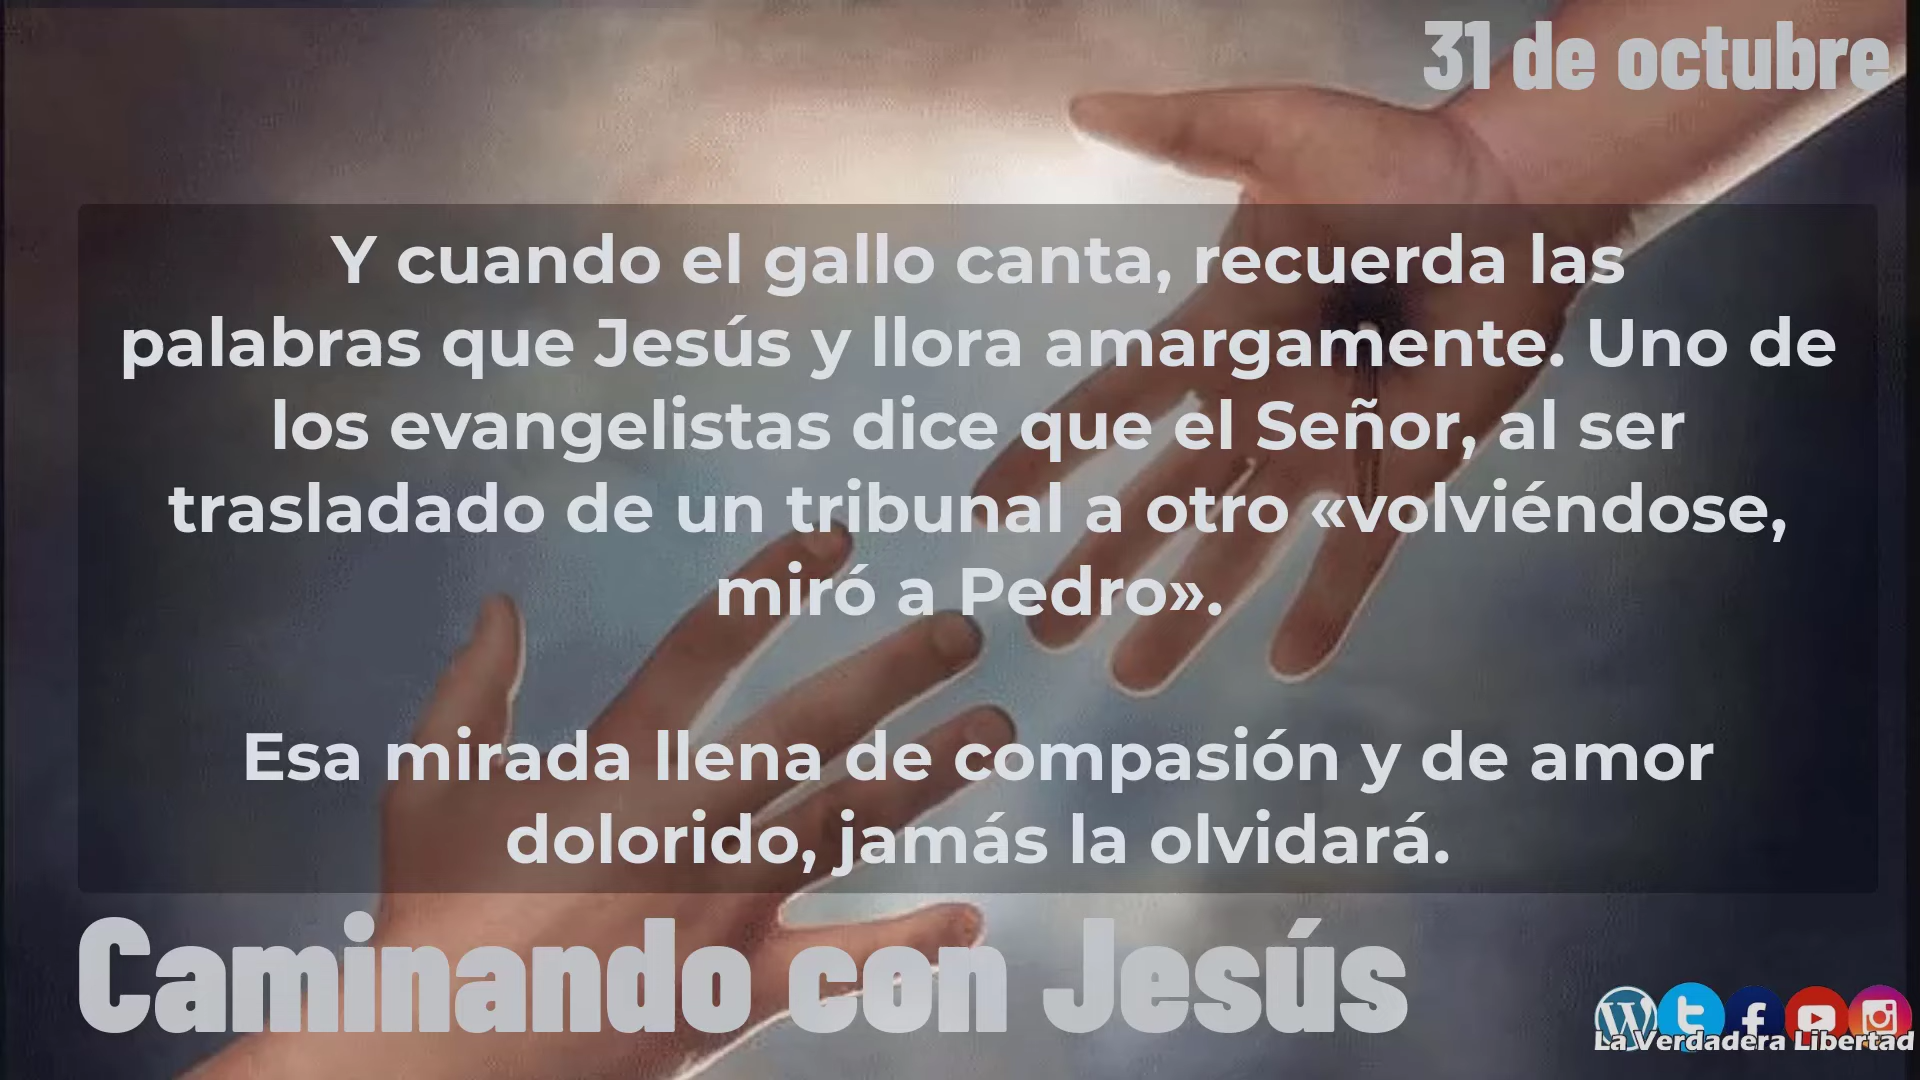 31 de octubre
Y cuando el gallo canta, recuerda las
palabras que Jesús y llora amargamente. Uno de
los evangelistas dice que el Señor, al ser
trasladado de un tribunal a otro «volviéndose,
miró a Pedro».
Esa mirada llena de compasión y de amor
dolorido, jamás la olvidará.
Caminando con Jesús
La Verdadera Libertad